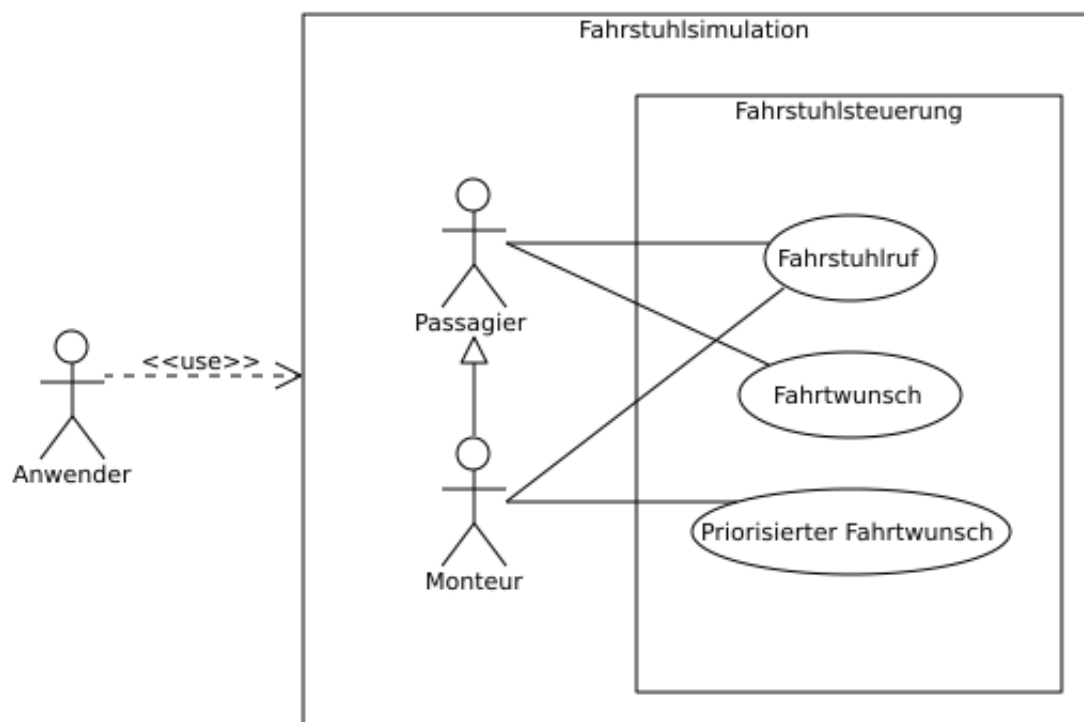 Fahrstuhlsimulation
Fahrstuhlsteuerung
Fahrstuhlruf
Passagier
<<use>>
Fahrtwunsch
Anwender
Priorisierter Fahrtwunsch
Monteur